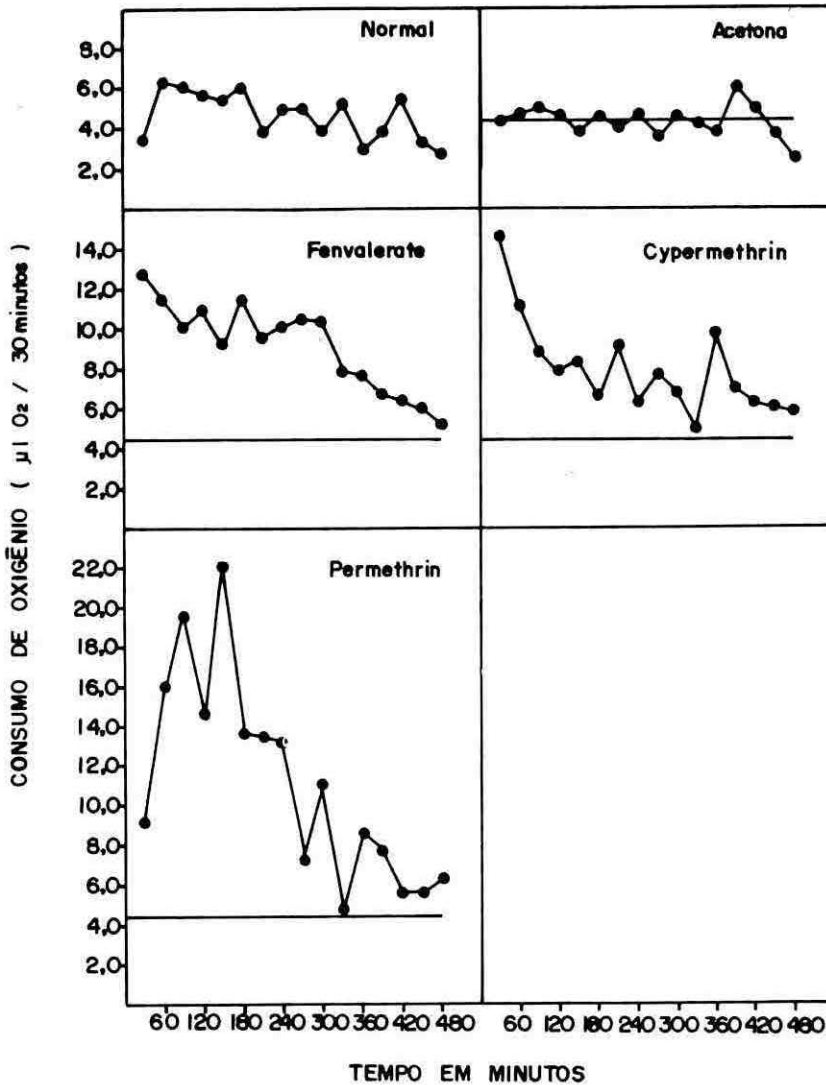 Normal
Acetona
8,0
6,0
4,0
2,0
Fenvalerate
Cypermethrin
14,0
12,0
10,0
8,0
6,0
4,0
2,0
Permethrin
22,0
20,0
18,0
16,0
14,0
12,0
10,0
8,0
6,0
4,0
2,0
CONSUMO DE OXIGÊNIO ( µl O₂ / 30 minutos )
60 120 180 240 300 360 420 480
60 120 180 240 300 360 420 480
TEMPO EM MINUTOS